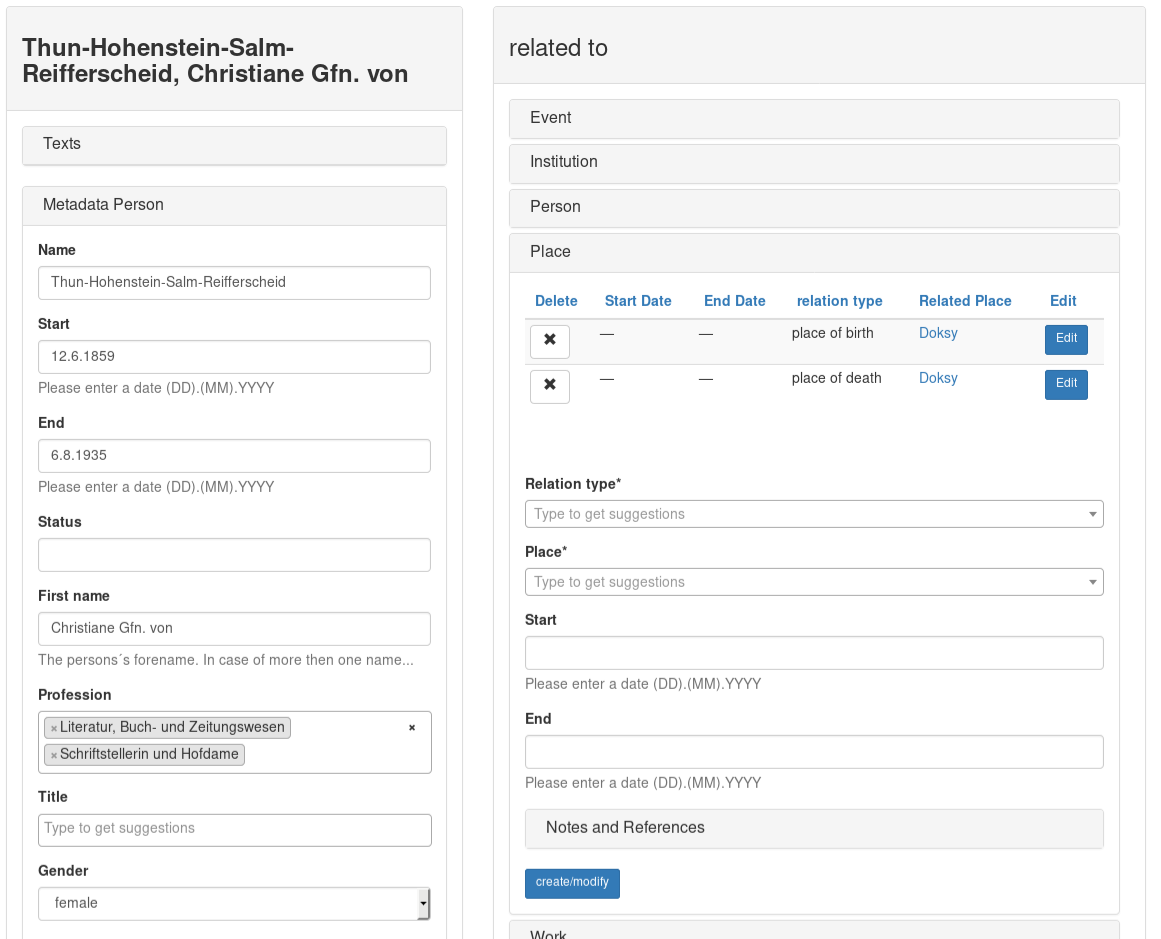 Thun-Hohenstein-Salm-
Reifferscheid, Christiane Gfn. von
Texts
Metadata Person
Name
Thun-Hohenstein-Salm-Reifferscheid
Start
12.6.1859
Please enter a date (DD).(MM).YYYY
End
6.8.1935
Please enter a date (DD).(MM).YYYY
Status
First name
Christiane Gfn. von
The persons´s forename. In case of more then one name...
Profession
×Literatur, Buch- und Zeitungswesen ×
×Schriftstellerin und Hofdame
Title
Type to get suggestions
Gender
female
related to
Event
Institution
Person
Place
Delete Start Date End Date relation type Related Place Edit
✖ — — place of birth Doksy Edit
✖ — — place of death Doksy Edit
Relation type*
Type to get suggestions
Place*
Type to get suggestions
Start
Please enter a date (DD).(MM).YYYY
End
Please enter a date (DD).(MM).YYYY
Notes and References
create/modify
Work